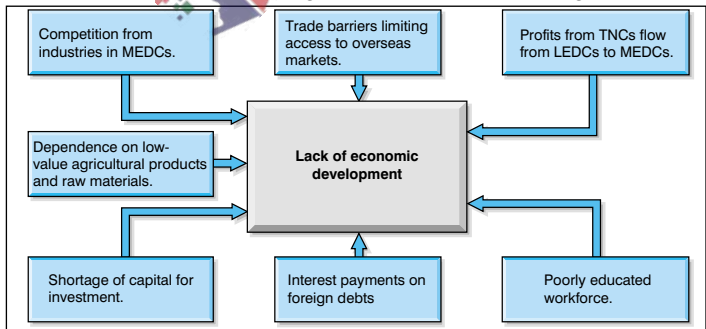 Competition from
industries in MEDCs.
Trade barriers limiting
access to overseas
markets.
Profits from TNCs flow
from LEDCs to MEDCs.
Dependence on low-
value agricultural products
and raw materials.
Lack of economic
development
Shortage of capital for
investment.
Interest payments on
foreign debts
Poorly educated
workforce.